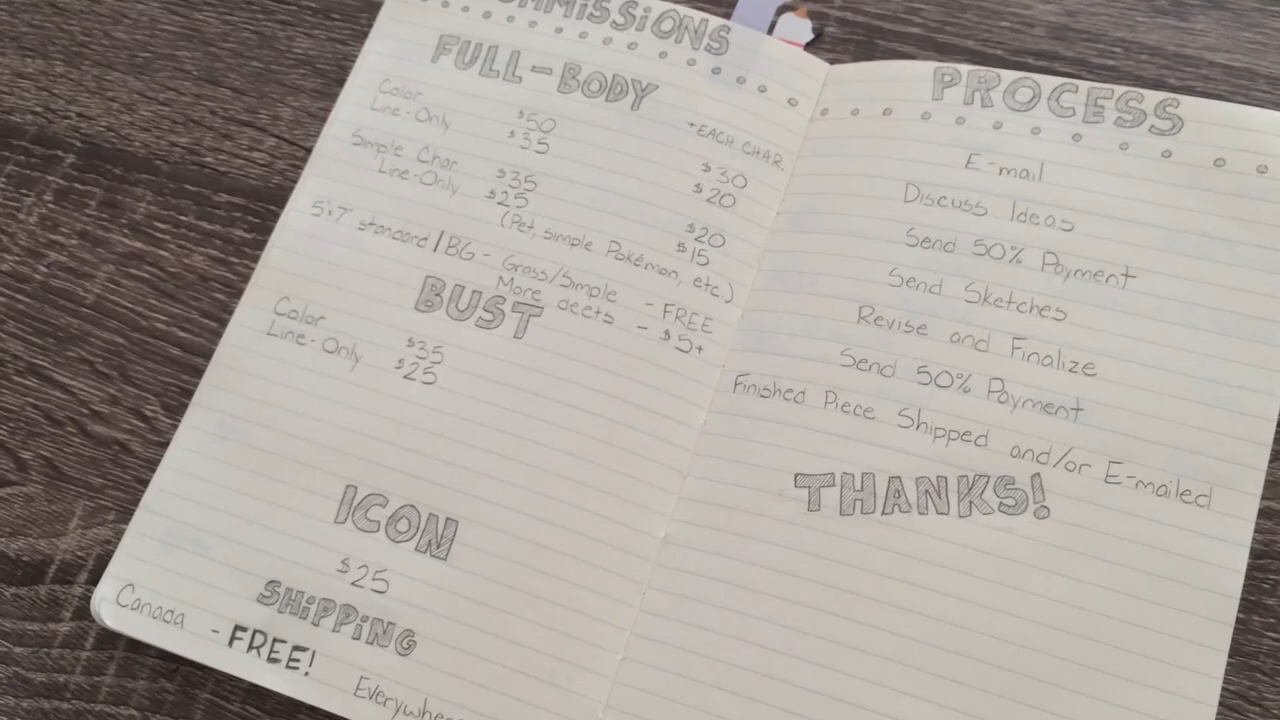 COMMISSIONS
FULL-BODY
+EACH CHAR.
Color $50 $30
Line-Only $35 $20
Simple Char. $35 $20
Line-Only $25 $15
(Pet, simple Pokémon, etc.)
5"x7" standard / BG - Grass/Simple - FREE
More deets - $5+
BUST
Color $35
Line-Only $25
ICON
$25
SHiPPiNG
Canada - FREE!
PROCESS
E-mail
Discuss Ideas
Send 50% Payment
Send Sketches
Revise and Finalize
Send 50% Payment
Finished Piece Shipped and/or E-mailed
THANKS!